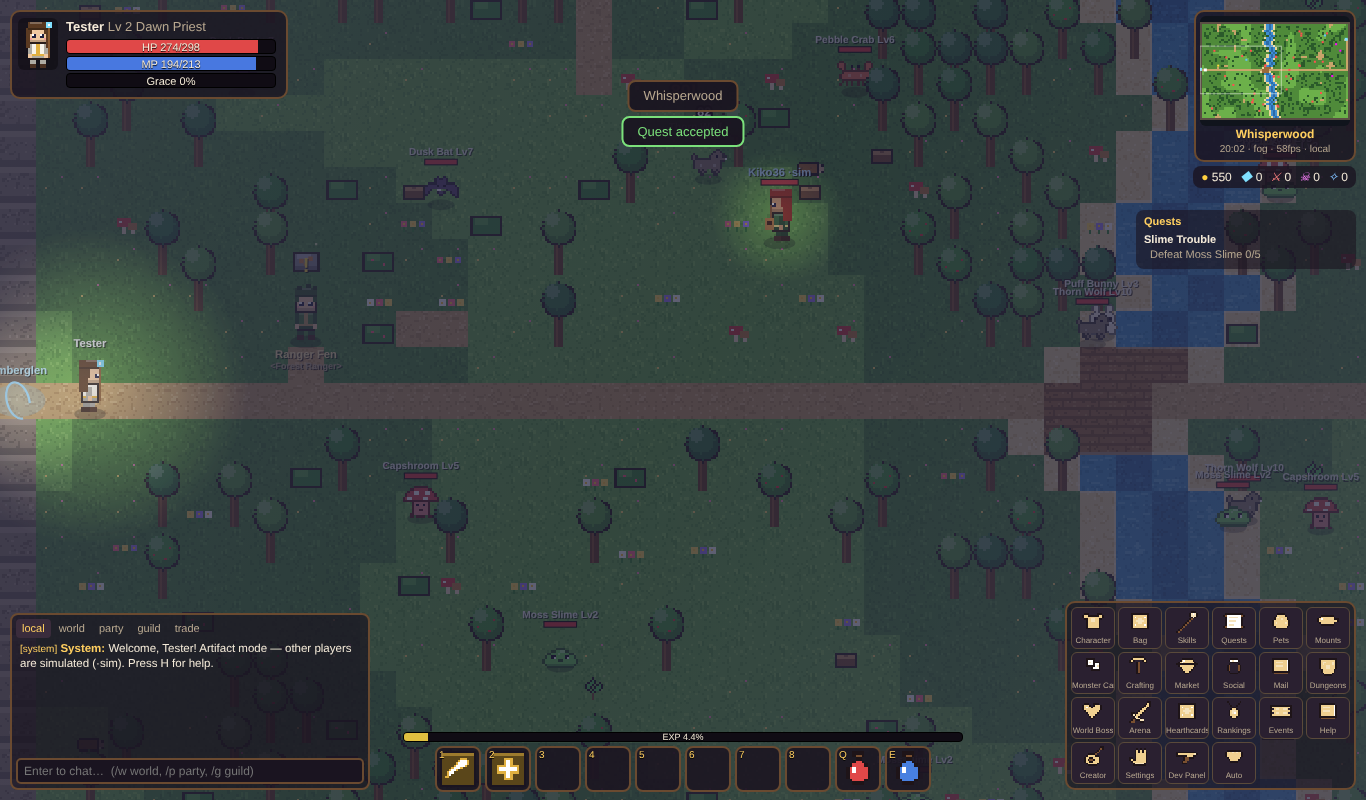 Tester Lv 2 Dawn Priest
HP 274/298
MP 194/213
Grace 0%
Whisperwood
Quest accepted
Pebble Crab Lv6
Whisperwood
20:02 · fog · 58fps · local
550 0 0 0 0
Quests
Slime Trouble
Defeat Moss Slime 0/5
Dusk Bat Lv7
Kiko36 ·sim
Puff Bunny Lv3
Thorn Wolf Lv10
Tester
Ranger Fen
<Forest Ranger>
mberglen
Capshroom Lv5
Thorn Wolf Lv10
Moss Slime Lv2
Capshroom Lv5
Moss Slime Lv2
local world party guild trade
[system] System: Welcome, Tester! Artifact mode — other players
are simulated (·sim). Press H for help.
Enter to chat… (/w world, /p party, /g guild)
EXP 4.4%
1 2 3 4 5 6 7 8 Q E
Character Bag Skills Quests Pets Mounts
Monster Ca Crafting Market Social Mail Dungeons
World Boss Arena Hearthcards Rankings Events Help
Creator Settings Dev Panel Auto